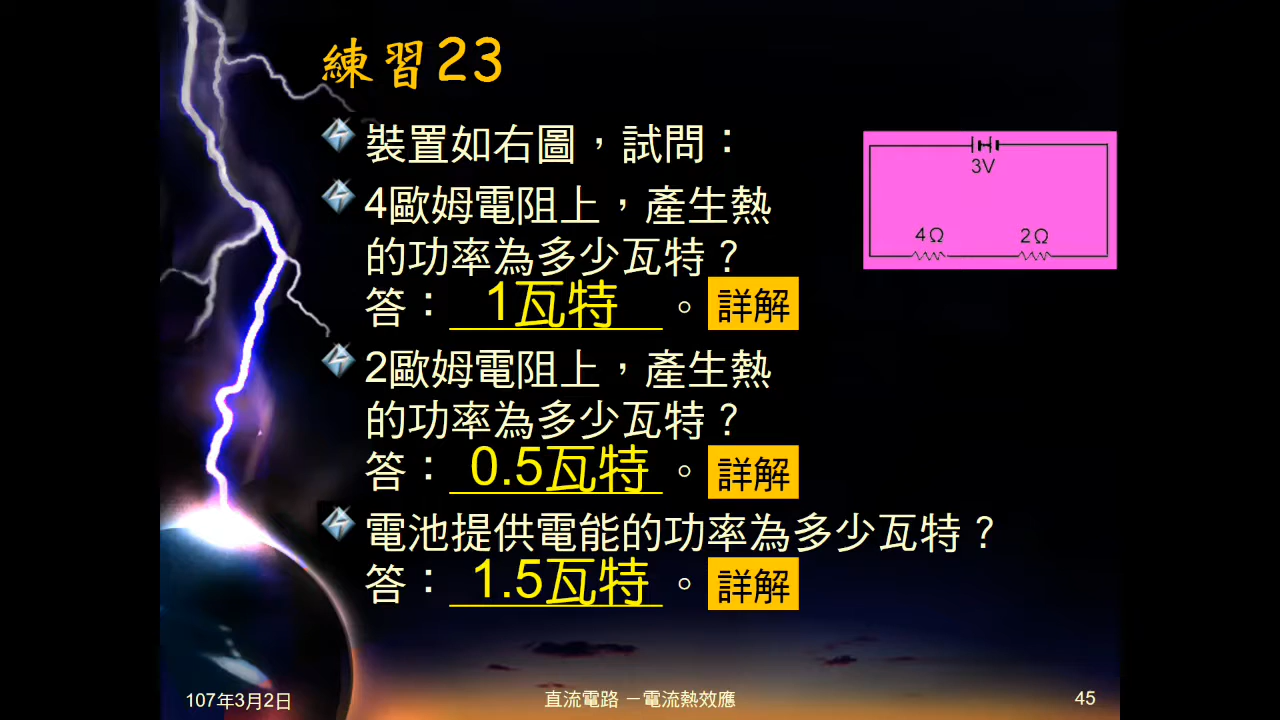 練習23
裝置如右圖，試問：
4歐姆電阻上，產生熱
的功率為多少瓦特？
答：1瓦特。詳解
2歐姆電阻上，產生熱
的功率為多少瓦特？
答：0.5瓦特。詳解
電池提供電能的功率為多少瓦特？
答：1.5瓦特。詳解
3V
4Ω 2Ω
107年3月2日 直流電路 －電流熱效應 45